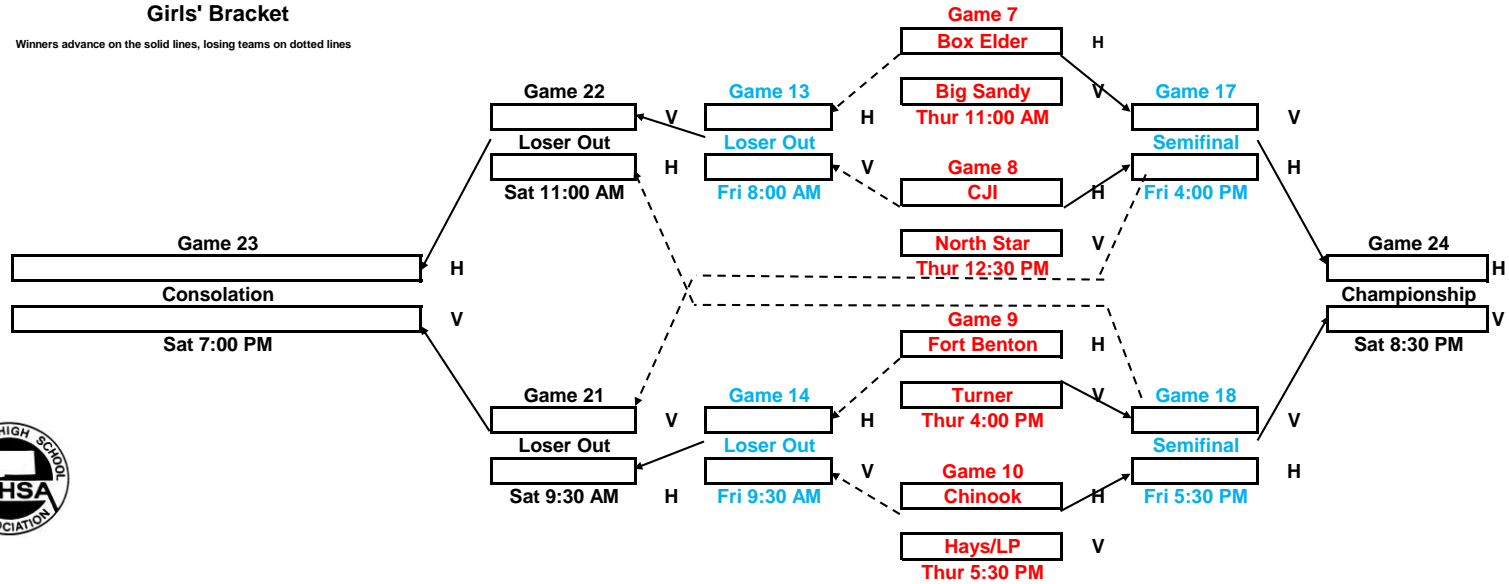 Girls' Bracket
Winners advance on the solid lines, losing teams on dotted lines
Game 7
Box Elder H
Big Sandy V
Thur 11:00 AM
Game 8
CJI H
North Star V
Thur 12:30 PM
Game 9
Fort Benton H
Turner V
Thur 4:00 PM
Game 10
Chinook H
Hays/LP V
Thur 5:30 PM
Game 13
H
Loser Out
V
Fri 8:00 AM
Game 14
H
Loser Out
V
Fri 9:30 AM
Game 17
V
Semifinal
H
Fri 4:00 PM
Game 18
V
Semifinal
H
Fri 5:30 PM
Game 22
V
Loser Out
H
Sat 11:00 AM
Game 21
V
Loser Out
Sat 9:30 AM H
Game 23
H
Consolation
V
Sat 7:00 PM
Game 24
H
Championship
V
Sat 8:30 PM
HIGH SCHOOL
HSA